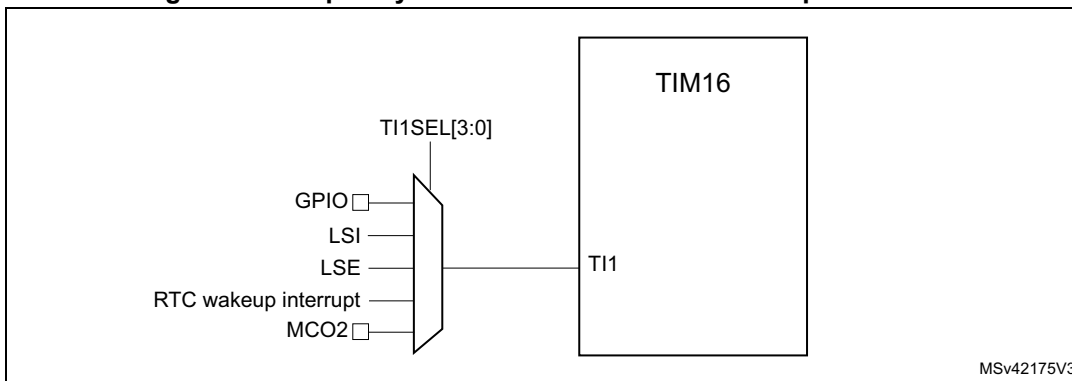 TIM16
TI1SEL[3:0]
GPIO
LSI
LSE
TI1
RTC wakeup interrupt
MCO2
MSv42175V3